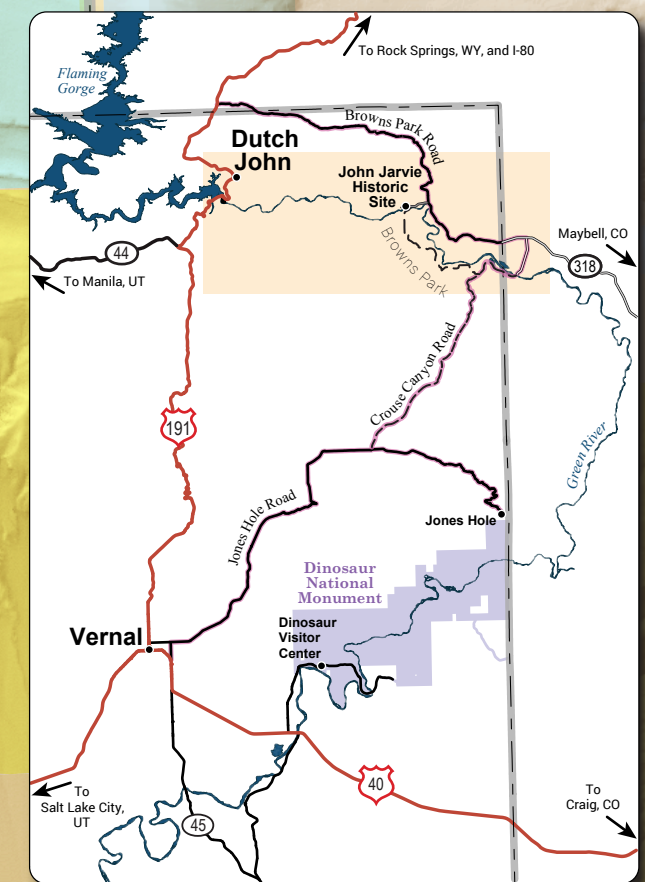 To Rock Springs, WY, and I-80
Flaming
Gorge
Browns Park Road
Dutch
John
John Jarvie
Historic
Site
Maybell, CO
Browns Park
44
318
To Manila, UT
Crouse Canyon Road
191
Green River
Jones Hole Road
Jones Hole
Dinosaur
National
Monument
Vernal
Dinosaur
Visitor
Center
To
Salt Lake City,
UT
40
To
Craig, CO
45